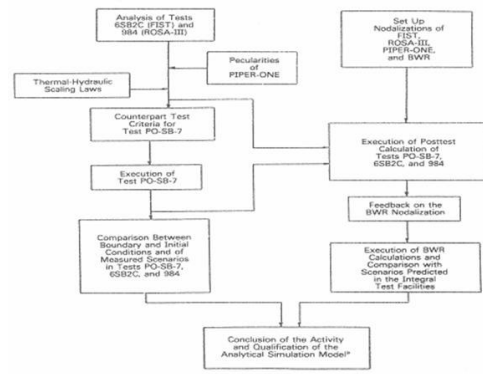 Analysis of Tests
6SB2C (FIST) and
984 (ROSA-III)
Pecularities
of
PIPER-ONE
Thermal-Hydraulic
Scaling Laws
Counterpart Test
Criteria for
Test PO-SB-7
Execution of
Test PO-SB-7
Comparison Between
Boundary and Initial
Conditions and of
Measured Scenarios
in Tests PO-SB-7,
6SB2C, and 984
Set Up
Nodalizations of
FIST,
ROSA-III,
PIPER-ONE,
and BWR
Execution of Posttest
Calculation of
Tests PO-SB-7,
6SB2C, and 984
Feedback on the
BWR Nodalization
Execution of BWR
Calculations and
Comparison with
Scenarios Predicted
in the Integral
Test Facilities
Conclusion of the Activity
and Qualification of the
Analytical Simulation Model*